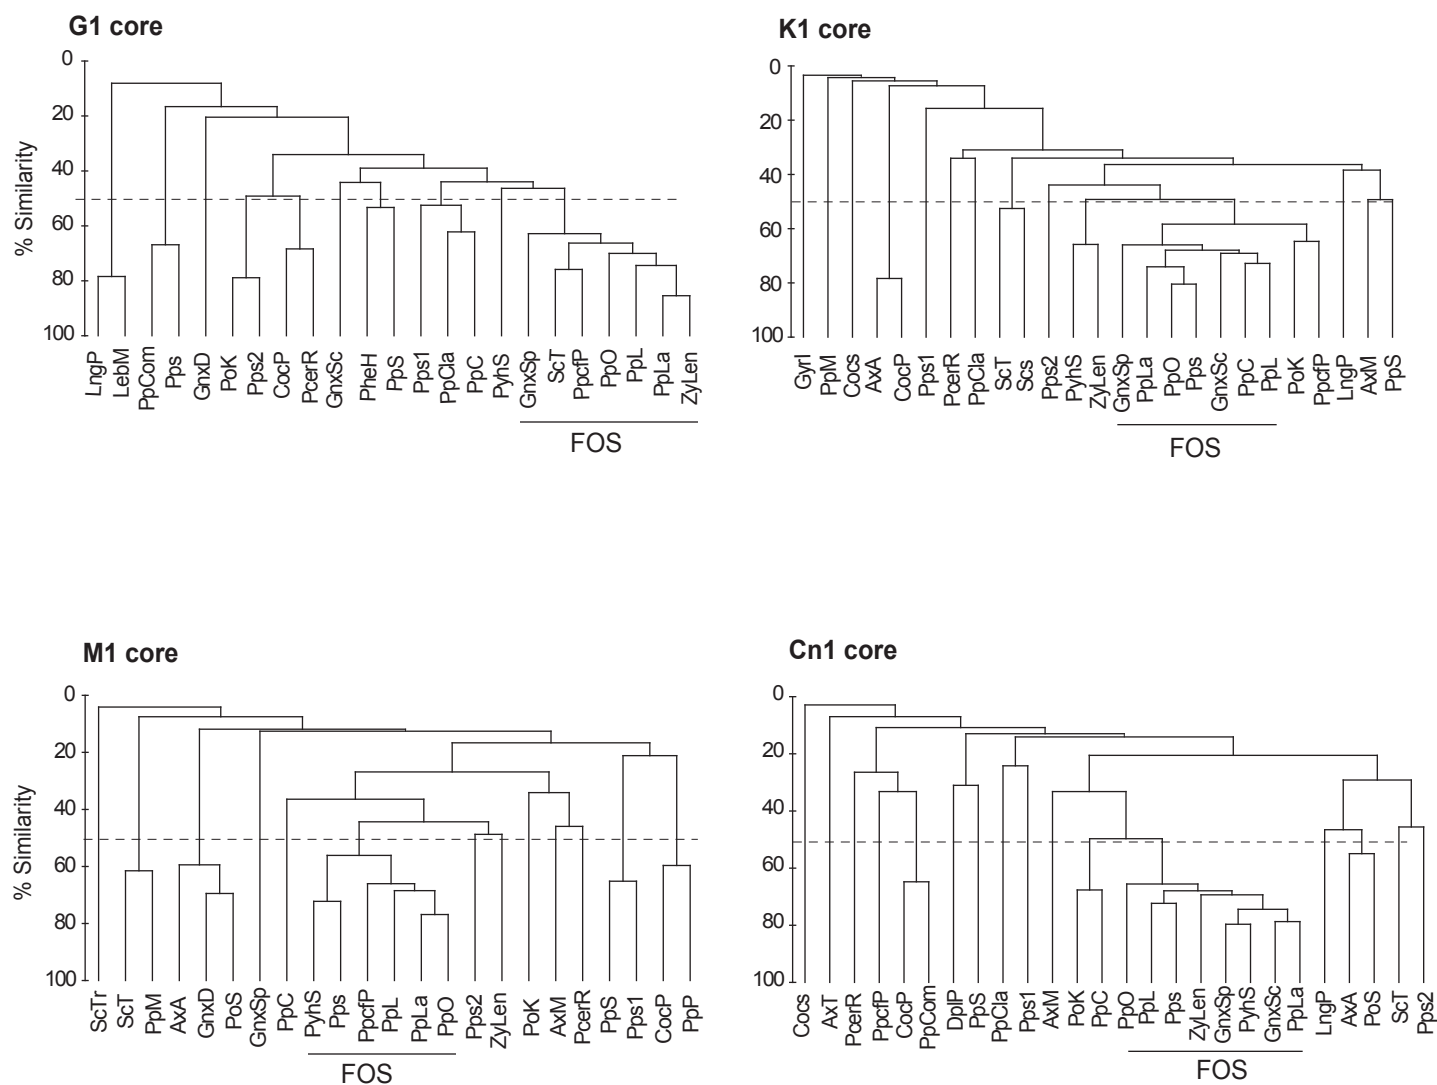 G1 core
0
20
40
60
80
100
% Similarity
LngP
LebM
PpCom
Pps
GnxD
PoK
Pps2
CocP
PcerR
GnxSc
PheH
PpS
Pps1
PpCla
PpC
PyhS
GnxSp
ScT
PpcfP
PpO
PpL
PpLa
ZyLen
FOS
K1 core
0
20
40
60
80
100
Gyrl
PpM
Cocs
AxA
CocP
Pps1
PcerR
PpCla
ScT
Scs
Pps2
PyhS
ZyLen
GnxSp
PpLa
PpO
Pps
GnxSc
PpC
PpL
PoK
PpcfP
LngP
AxM
PpS
FOS
M1 core
0
20
40
60
80
100
% Similarity
ScTr
ScT
PpM
AxA
GnxD
PoS
GnxSp
PpC
PyhS
Pps
PpcfP
PpL
PpLa
PpO
Pps2
ZyLen
PoK
AxM
PcerR
PpS
Pps1
CocP
PpP
FOS
Cn1 core
0
20
40
60
80
100
Cocs
AxT
PcerR
PpcfP
CocP
PpCom
DplP
PpS
PpCla
Pps1
AxM
PoK
PpC
PpO
PpL
Pps
ZyLen
GnxSp
PyhS
GnxSc
PpLa
LngP
AxA
PoS
ScT
Pps2
FOS